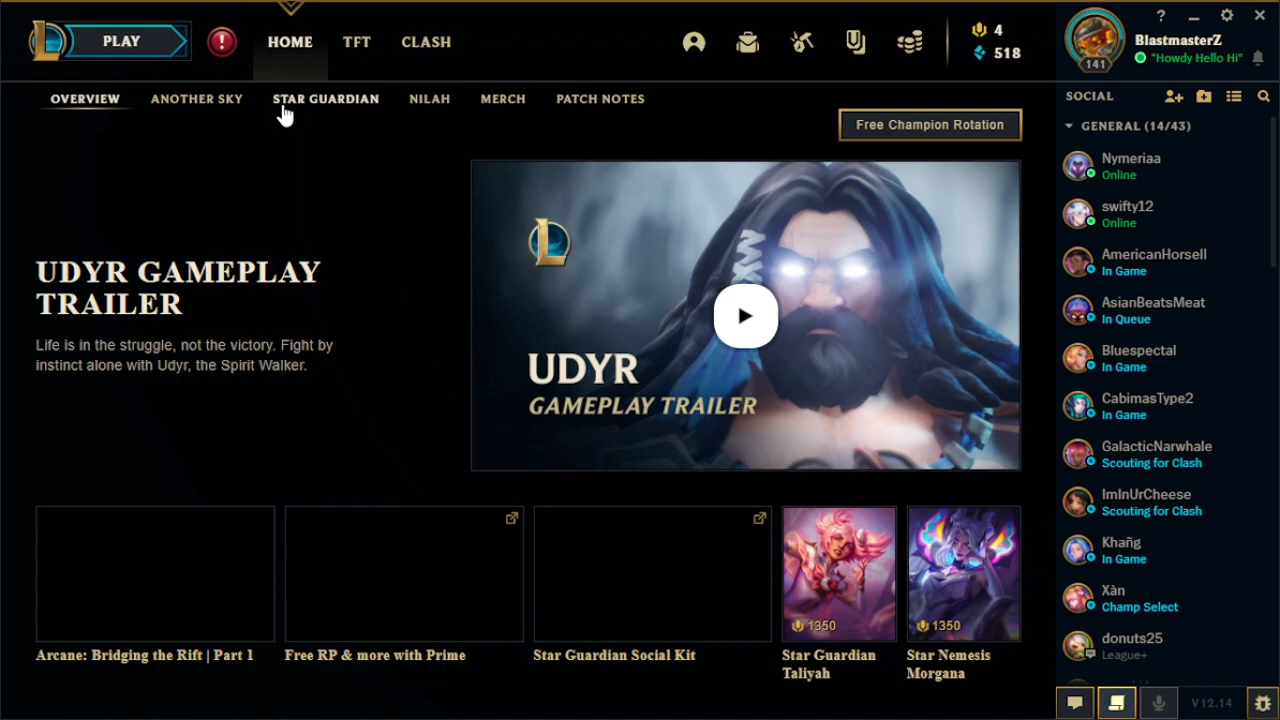 PLAY
HOME
TFT
CLASH
4
518
?
141
BlastmasterZ
"Howdy Hello Hi"
OVERVIEW
ANOTHER SKY
STAR GUARDIAN
NILAH
MERCH
PATCH NOTES
Free Champion Rotation
UDYR GAMEPLAY
TRAILER
Life is in the struggle, not the victory. Fight by
instinct alone with Udyr, the Spirit Walker.
UDYR
GAMEPLAY TRAILER
1350
1350
Arcane: Bridging the Rift | Part 1
Free RP & more with Prime
Star Guardian Social Kit
Star Guardian
Taliyah
Star Nemesis
Morgana
SOCIAL
GENERAL (14/43)
Nymeriaa
Online
swifty12
Online
AmericanHorsell
In Game
AsianBeatsMeat
In Queue
Bluespectal
In Game
CabimasType2
In Game
GalacticNarwhale
Scouting for Clash
ImInUrCheese
Scouting for Clash
Khañg
In Game
Xàn
Champ Select
donuts25
League+
V12.14